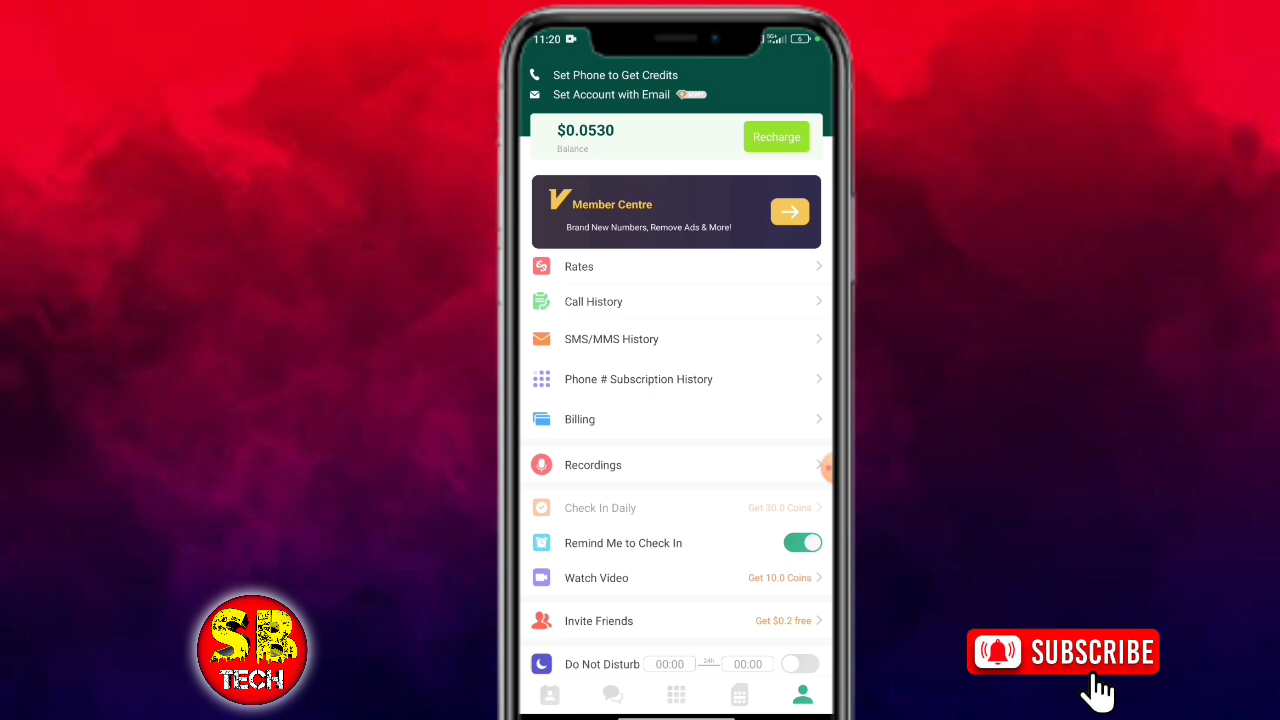 11:20
5G+
6
Set Phone to Get Credits
Set Account with Email
$0.0530
Balance
Recharge
Member Centre
Brand New Numbers, Remove Ads & More!
Rates
Call History
SMS/MMS History
Phone # Subscription History
Billing
Recordings
Check In Daily Get 30.0 Coins
Remind Me to Check In
Watch Video Get 10.0 Coins
Invite Friends Get $0.2 free
Do Not Disturb 00:00 24h 00:00
SB
TECH
SUBSCRIBE